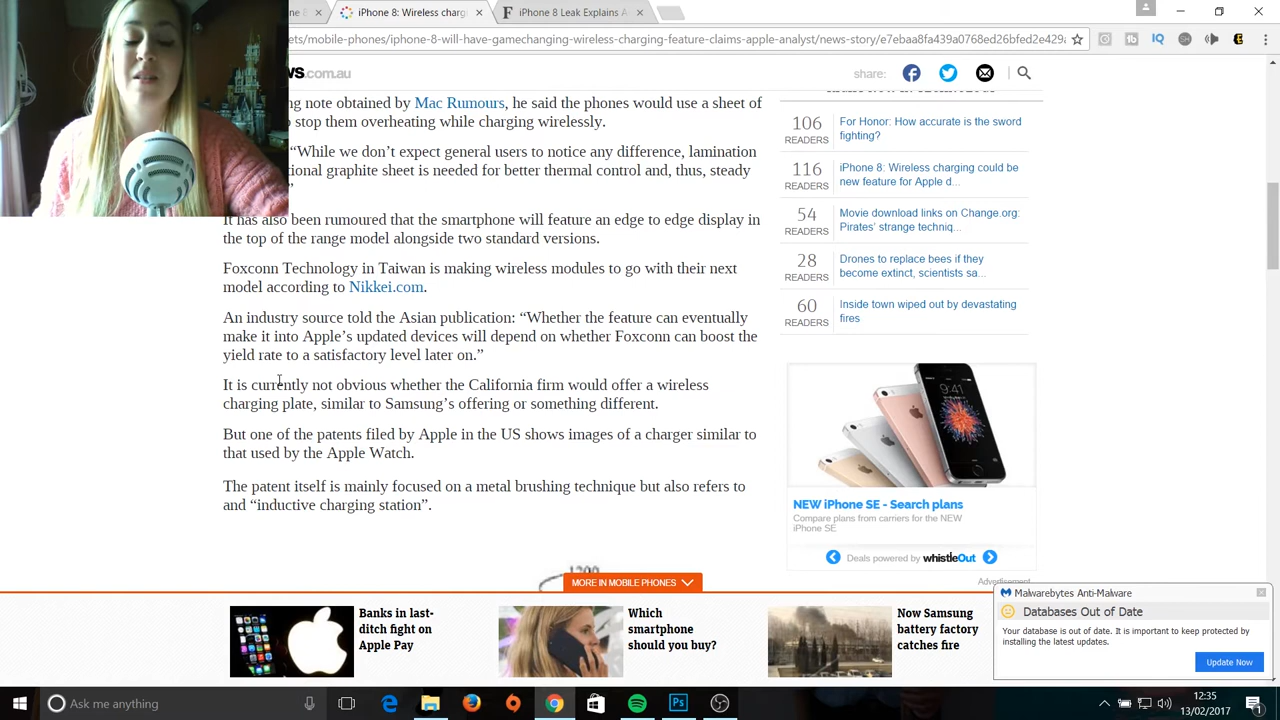 iPhone 8 will have gamechanging
iPhone 8 Leak Explain A
ets/mobile-phones/iphone-8-will-have-gamechanging-wireless-charging-feature-claims-apple-analyst/news-story/e7ebaa8fa439a0768ed26bfed2e429a
ws.com.au
share:
ng note obtained by Mac Rumours, he said the phones would use a sheet of
stop them overheating while charging wirelessly.
“While we don’t expect general users to notice any difference, lamination
ional graphite sheet is needed for better thermal control and, thus, steady
”
It has also been rumoured that the smartphone will feature an edge to edge display in
the top of the range model alongside two standard versions.
Foxconn Technology in Taiwan is making wireless modules to go with their next
model according to Nikkei.com.
An industry source told the Asian publication: “Whether the feature can eventually
make it into Apple’s updated devices will depend on whether Foxconn can boost the
yield rate to a satisfactory level later on.”
It is currently not obvious whether the California firm would offer a wireless
charging plate, similar to Samsung’s offering or something different.
But one of the patents filed by Apple in the US shows images of a charger similar to
that used by the Apple Watch.
The patent itself is mainly focused on a metal brushing technique but also refers to
and “inductive charging station”.
106
READERS
For Honor: How accurate is the sword
fighting?
116
READERS
iPhone 8: Wireless charging could be
new feature for Apple d...
54
READERS
Movie download links on Change.org:
Pirates’ strange techniq...
28
READERS
Drones to replace bees if they
become extinct, scientists sa...
60
READERS
Inside town wiped out by devastating
fires
9:41
NEW iPhone SE - Search plans
Compare plans from carriers for the NEW
iPhone SE
Deals powered by whistleOut
Advertisement
1200
MORE IN MOBILE PHONES
Banks in last-
ditch fight on
Apple Pay
Which
smartphone
should you buy?
Now Samsung
battery factory
catches fire
Malwarebytes Anti-Malware
Databases Out of Date
Your database is out of date. It is important to keep protected by
installing the latest updates.
Update Now
Ask me anything
12:35
13/02/2017